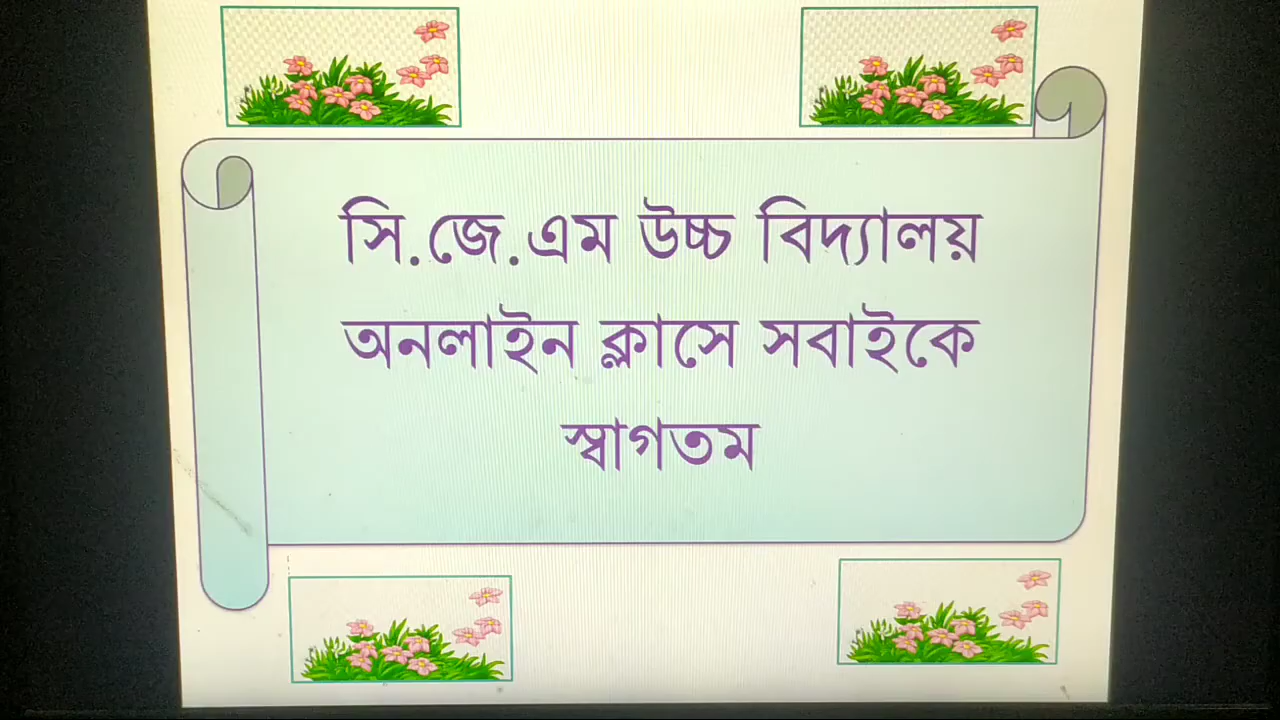 সি.জে.এম উচ্চ বিদ্যালয়
অনলাইন ক্লাসে সবাইকে
স্বাগতম